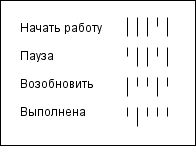 Начать работу
Пауза
Возобновить
Выполнена